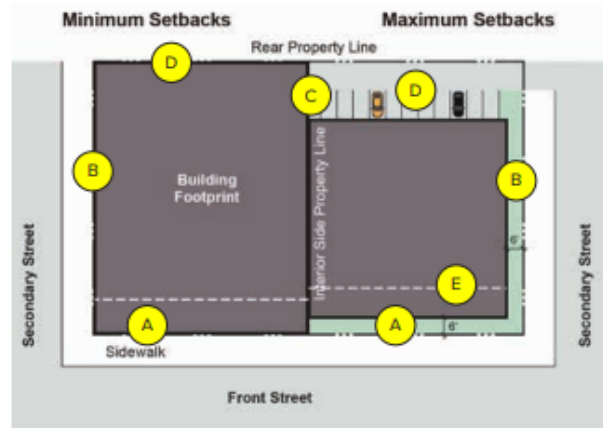 Minimum Setbacks
Maximum Setbacks
Rear Property Line
D
C
D
B
Building
Footprint
Interior Side Property Line
B
6'
E
A
A
6'
Sidewalk
Secondary Street
Secondary Street
Front Street